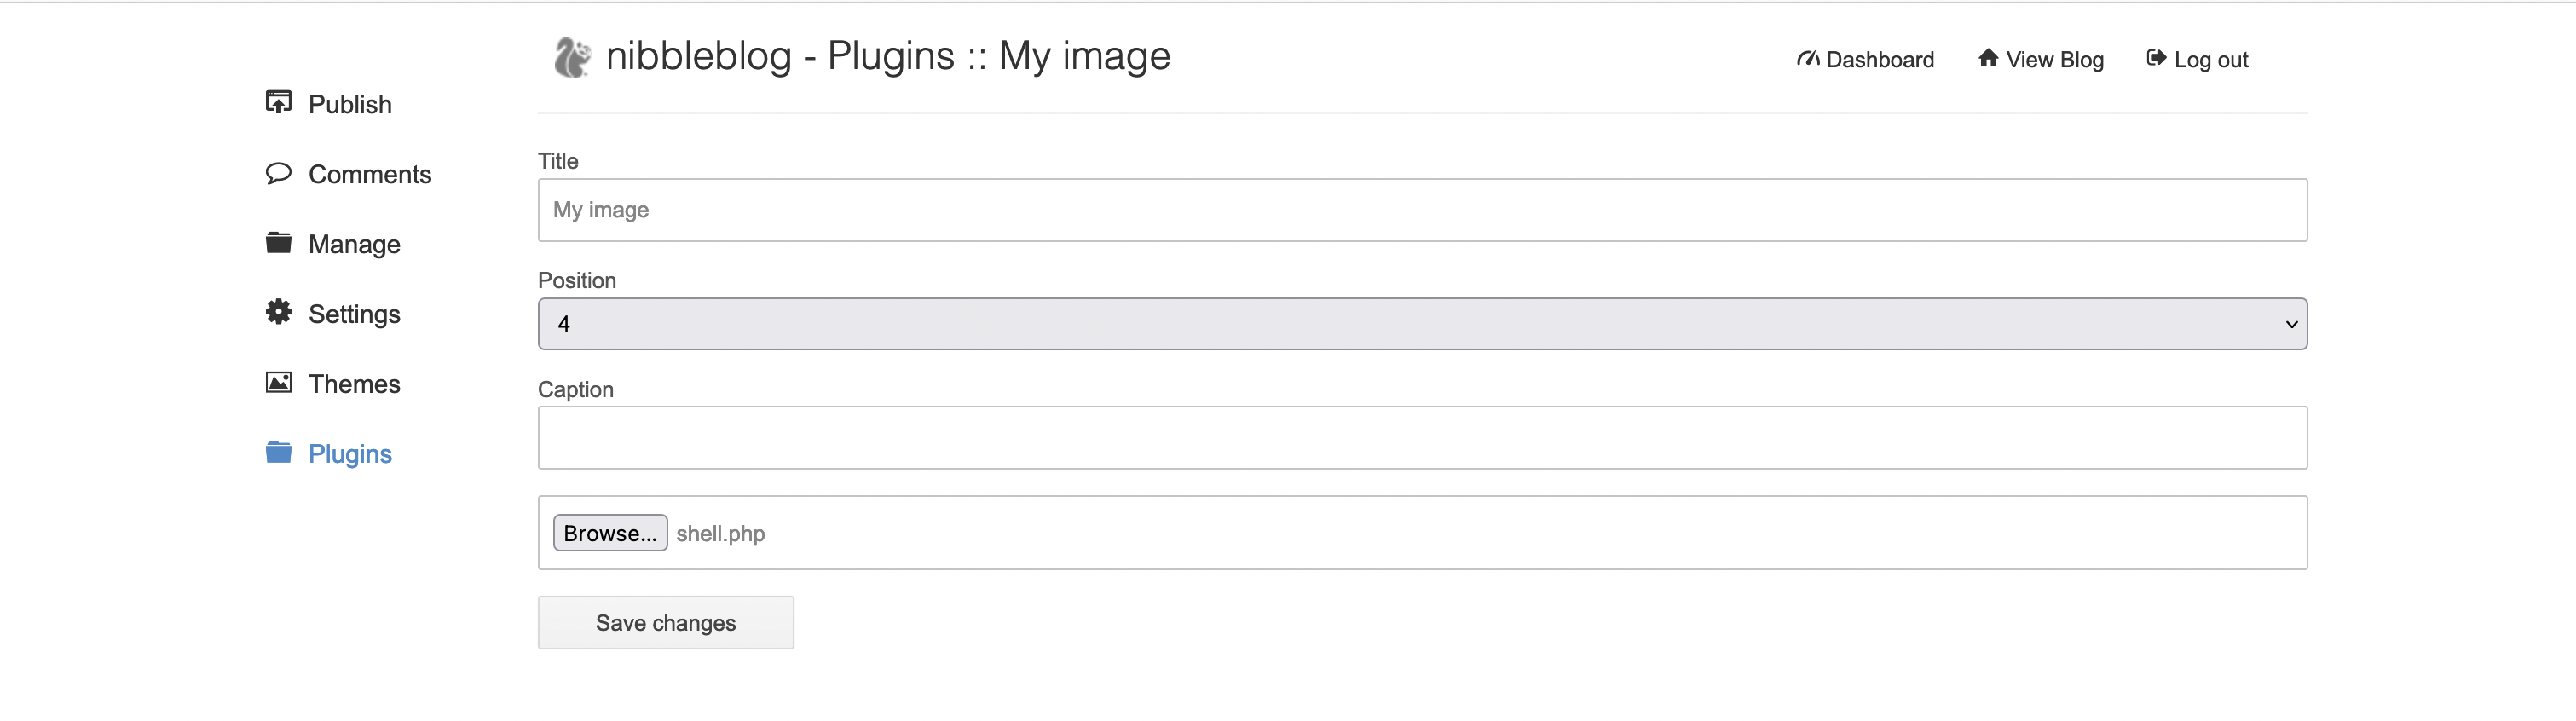 nibbleblog - Plugins :: My image
Dashboard
View Blog
Log out
Publish
Comments
Manage
Settings
Themes
Plugins
Title
My image
Position
4
Caption
Browse... shell.php
Save changes